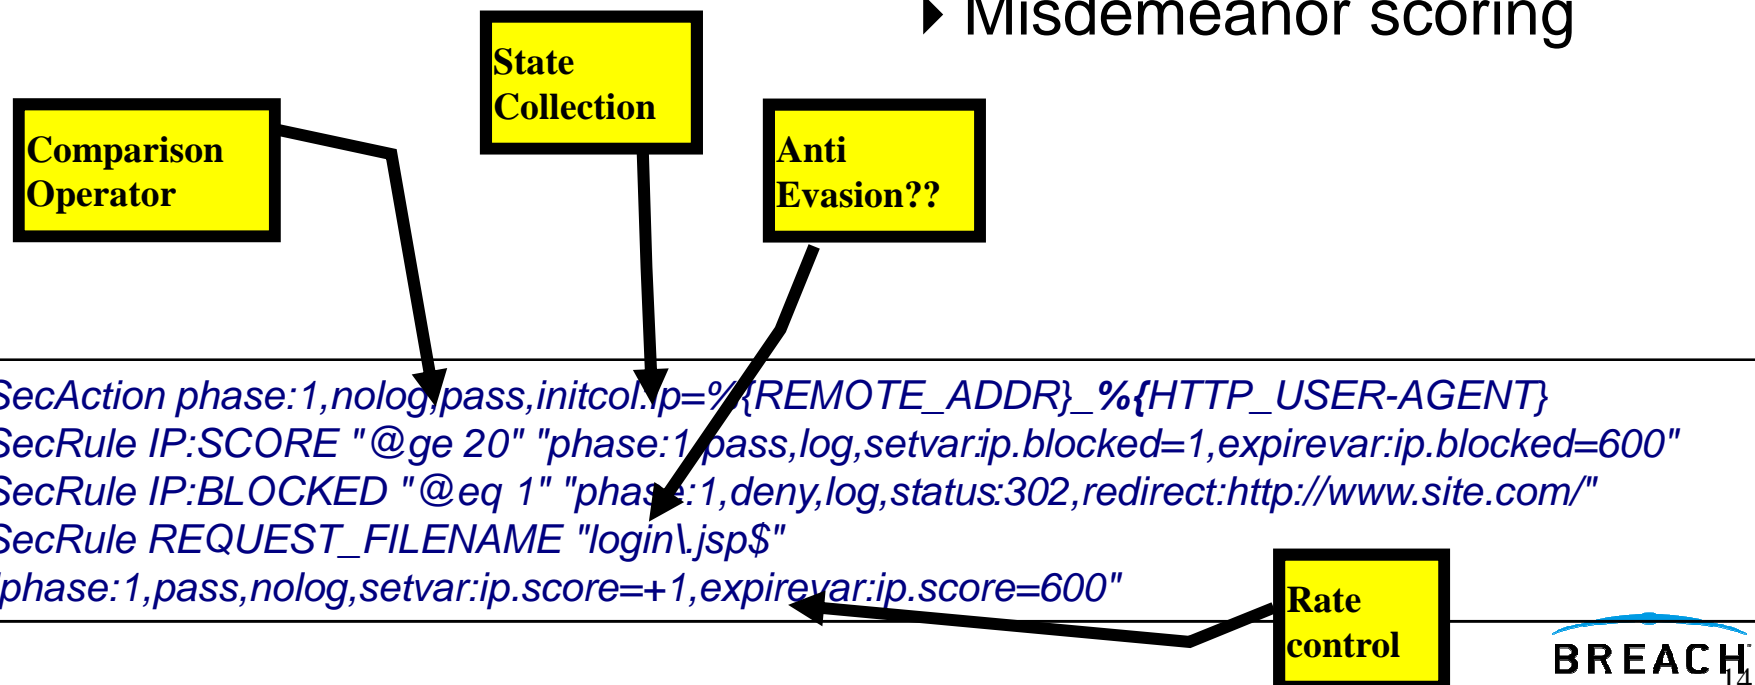 Misdemeanor scoring
State
Collection
Comparison
Operator
Anti
Evasion??
SecAction phase:1,nolog,pass,initcol:ip=%{REMOTE_ADDR}_%{HTTP_USER-AGENT}
SecRule IP:SCORE "@ge 20" "phase:1,pass,log,setvar:ip.blocked=1,expirevar:ip.blocked=600"
SecRule IP:BLOCKED "@eq 1" "phase:1,deny,log,status:302,redirect:http://www.site.com/"
SecRule REQUEST_FILENAME "login\.jsp$"
"phase:1,pass,nolog,setvar:ip.score=+1,expirevar:ip.score=600"
Rate
control
BREACH
14